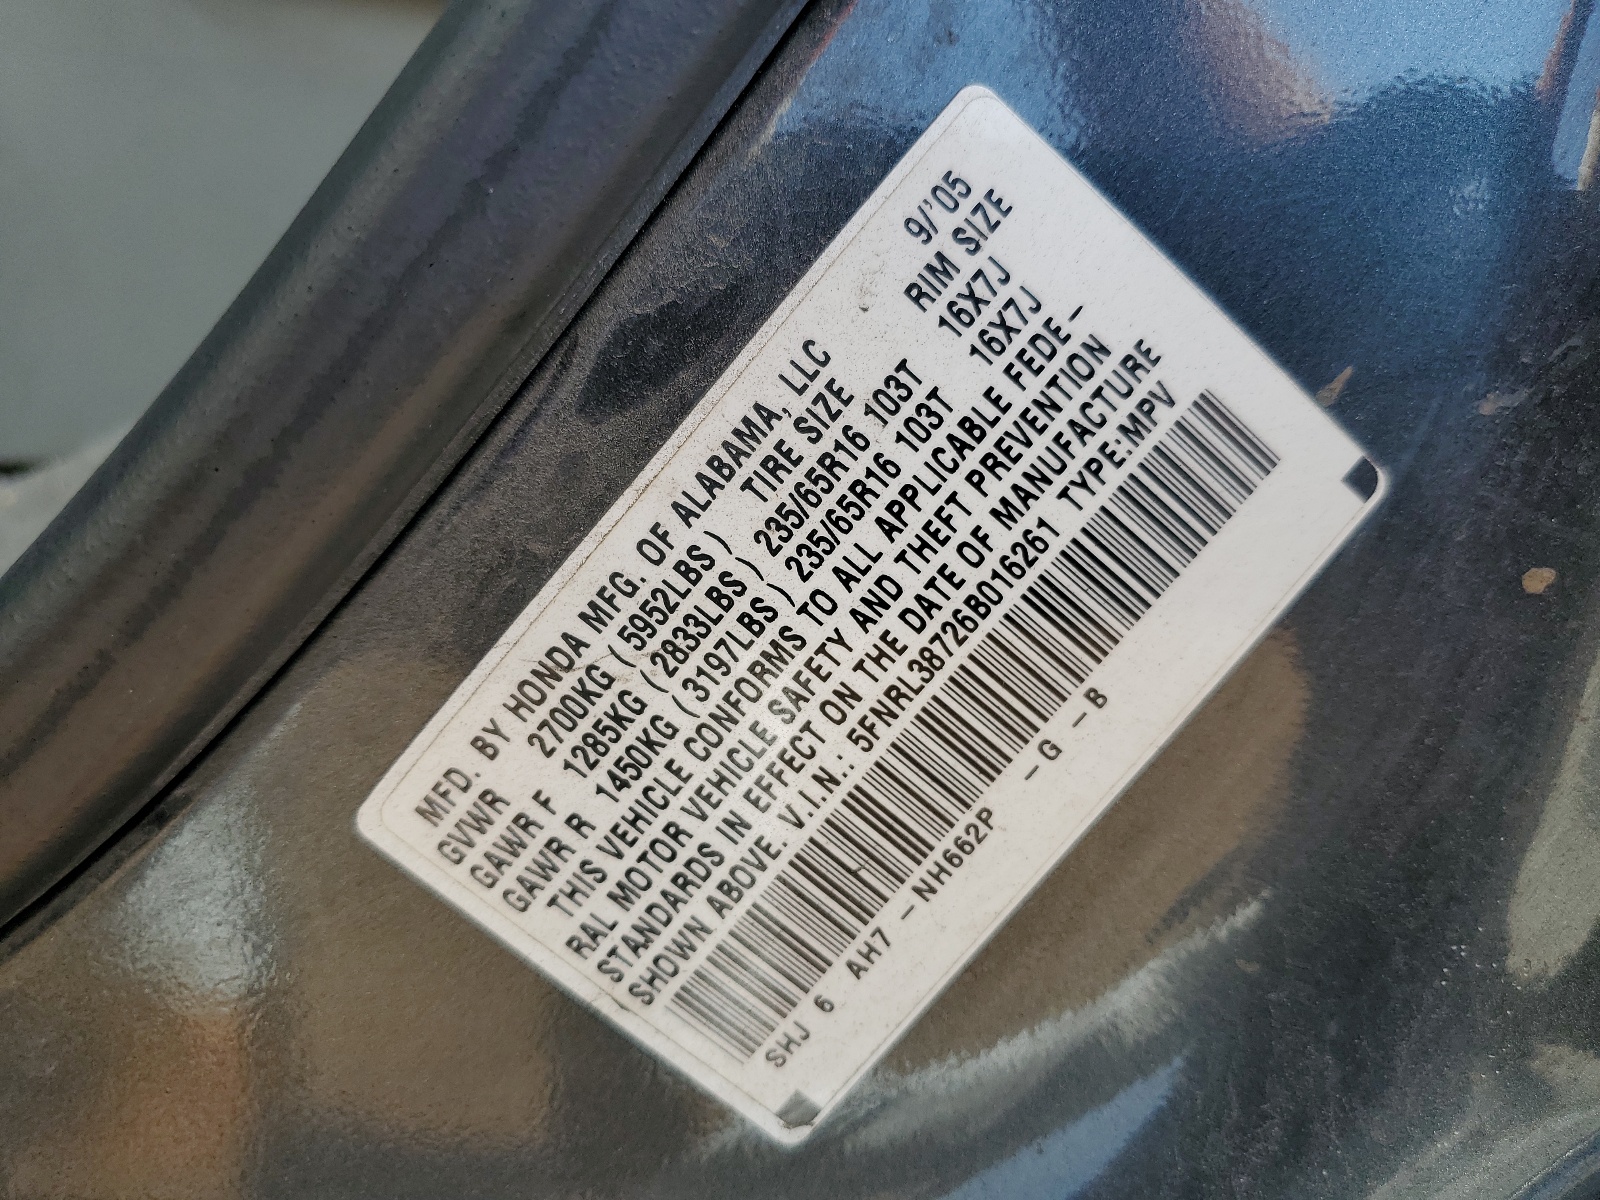 MFD. BY HONDA MFG. OF ALABAMA, LLC 9/'05
GVWR 2700KG (5952LBS) TIRE SIZE RIM SIZE
GAWR F 1285KG (2833LBS) 235/65R16 103T 16X7J
GAWR R 1450KG (3197LBS) 235/65R16 103T 16X7J
THIS VEHICLE CONFORMS TO ALL APPLICABLE FEDE-
RAL MOTOR VEHICLE SAFETY AND THEFT PREVENTION
STANDARDS IN EFFECT ON THE DATE OF MANUFACTURE
SHOWN ABOVE. V.I.N.: 5FNRL38726B016261 TYPE:MPV
SHJ 6 AH7 - NH662P - G - B